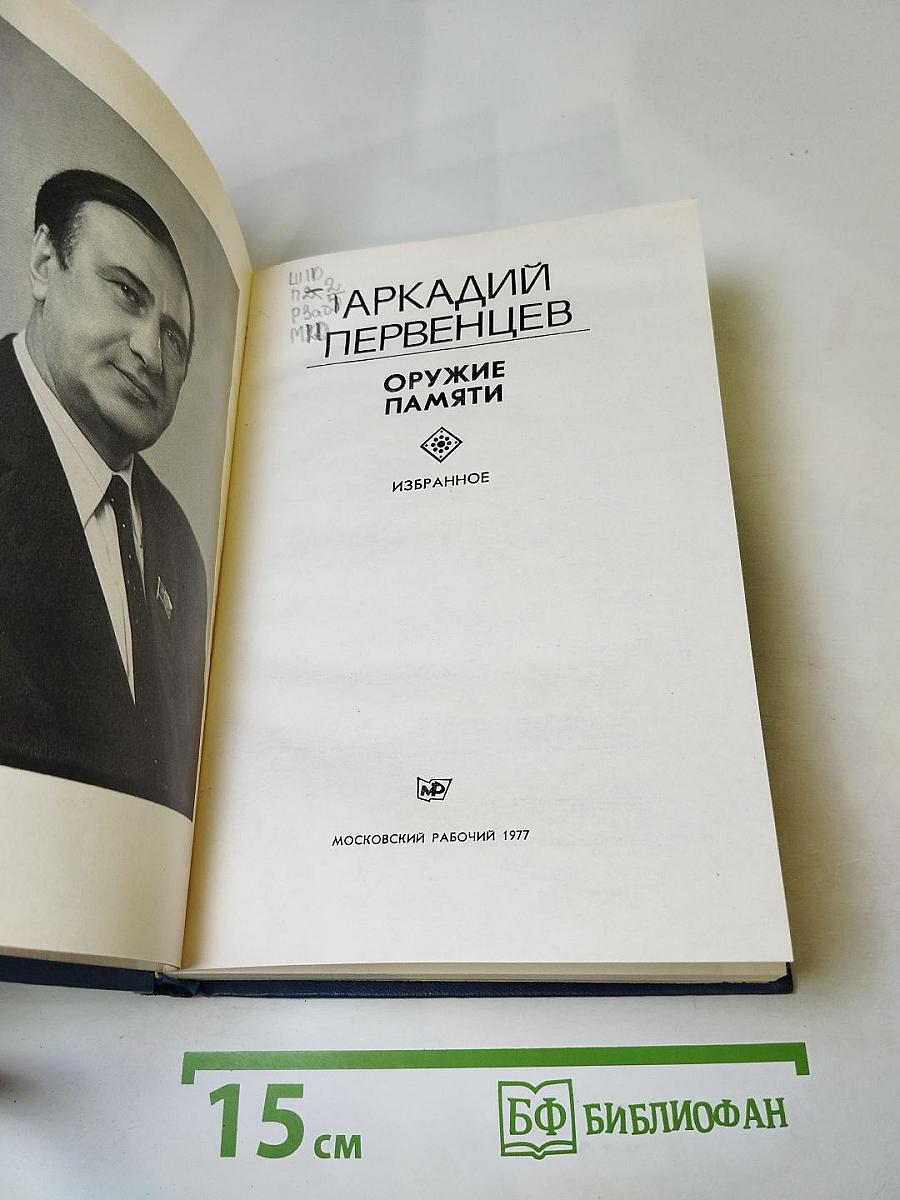 АРКАДИЙ
ПЕРВЕНЦЕВ
ОРУЖИЕ
ПАМЯТИ
ИЗБРАННОЕ
МР
МОСКОВСКИЙ РАБОЧИЙ 1977
15 см
БФ БИБЛИОФАН